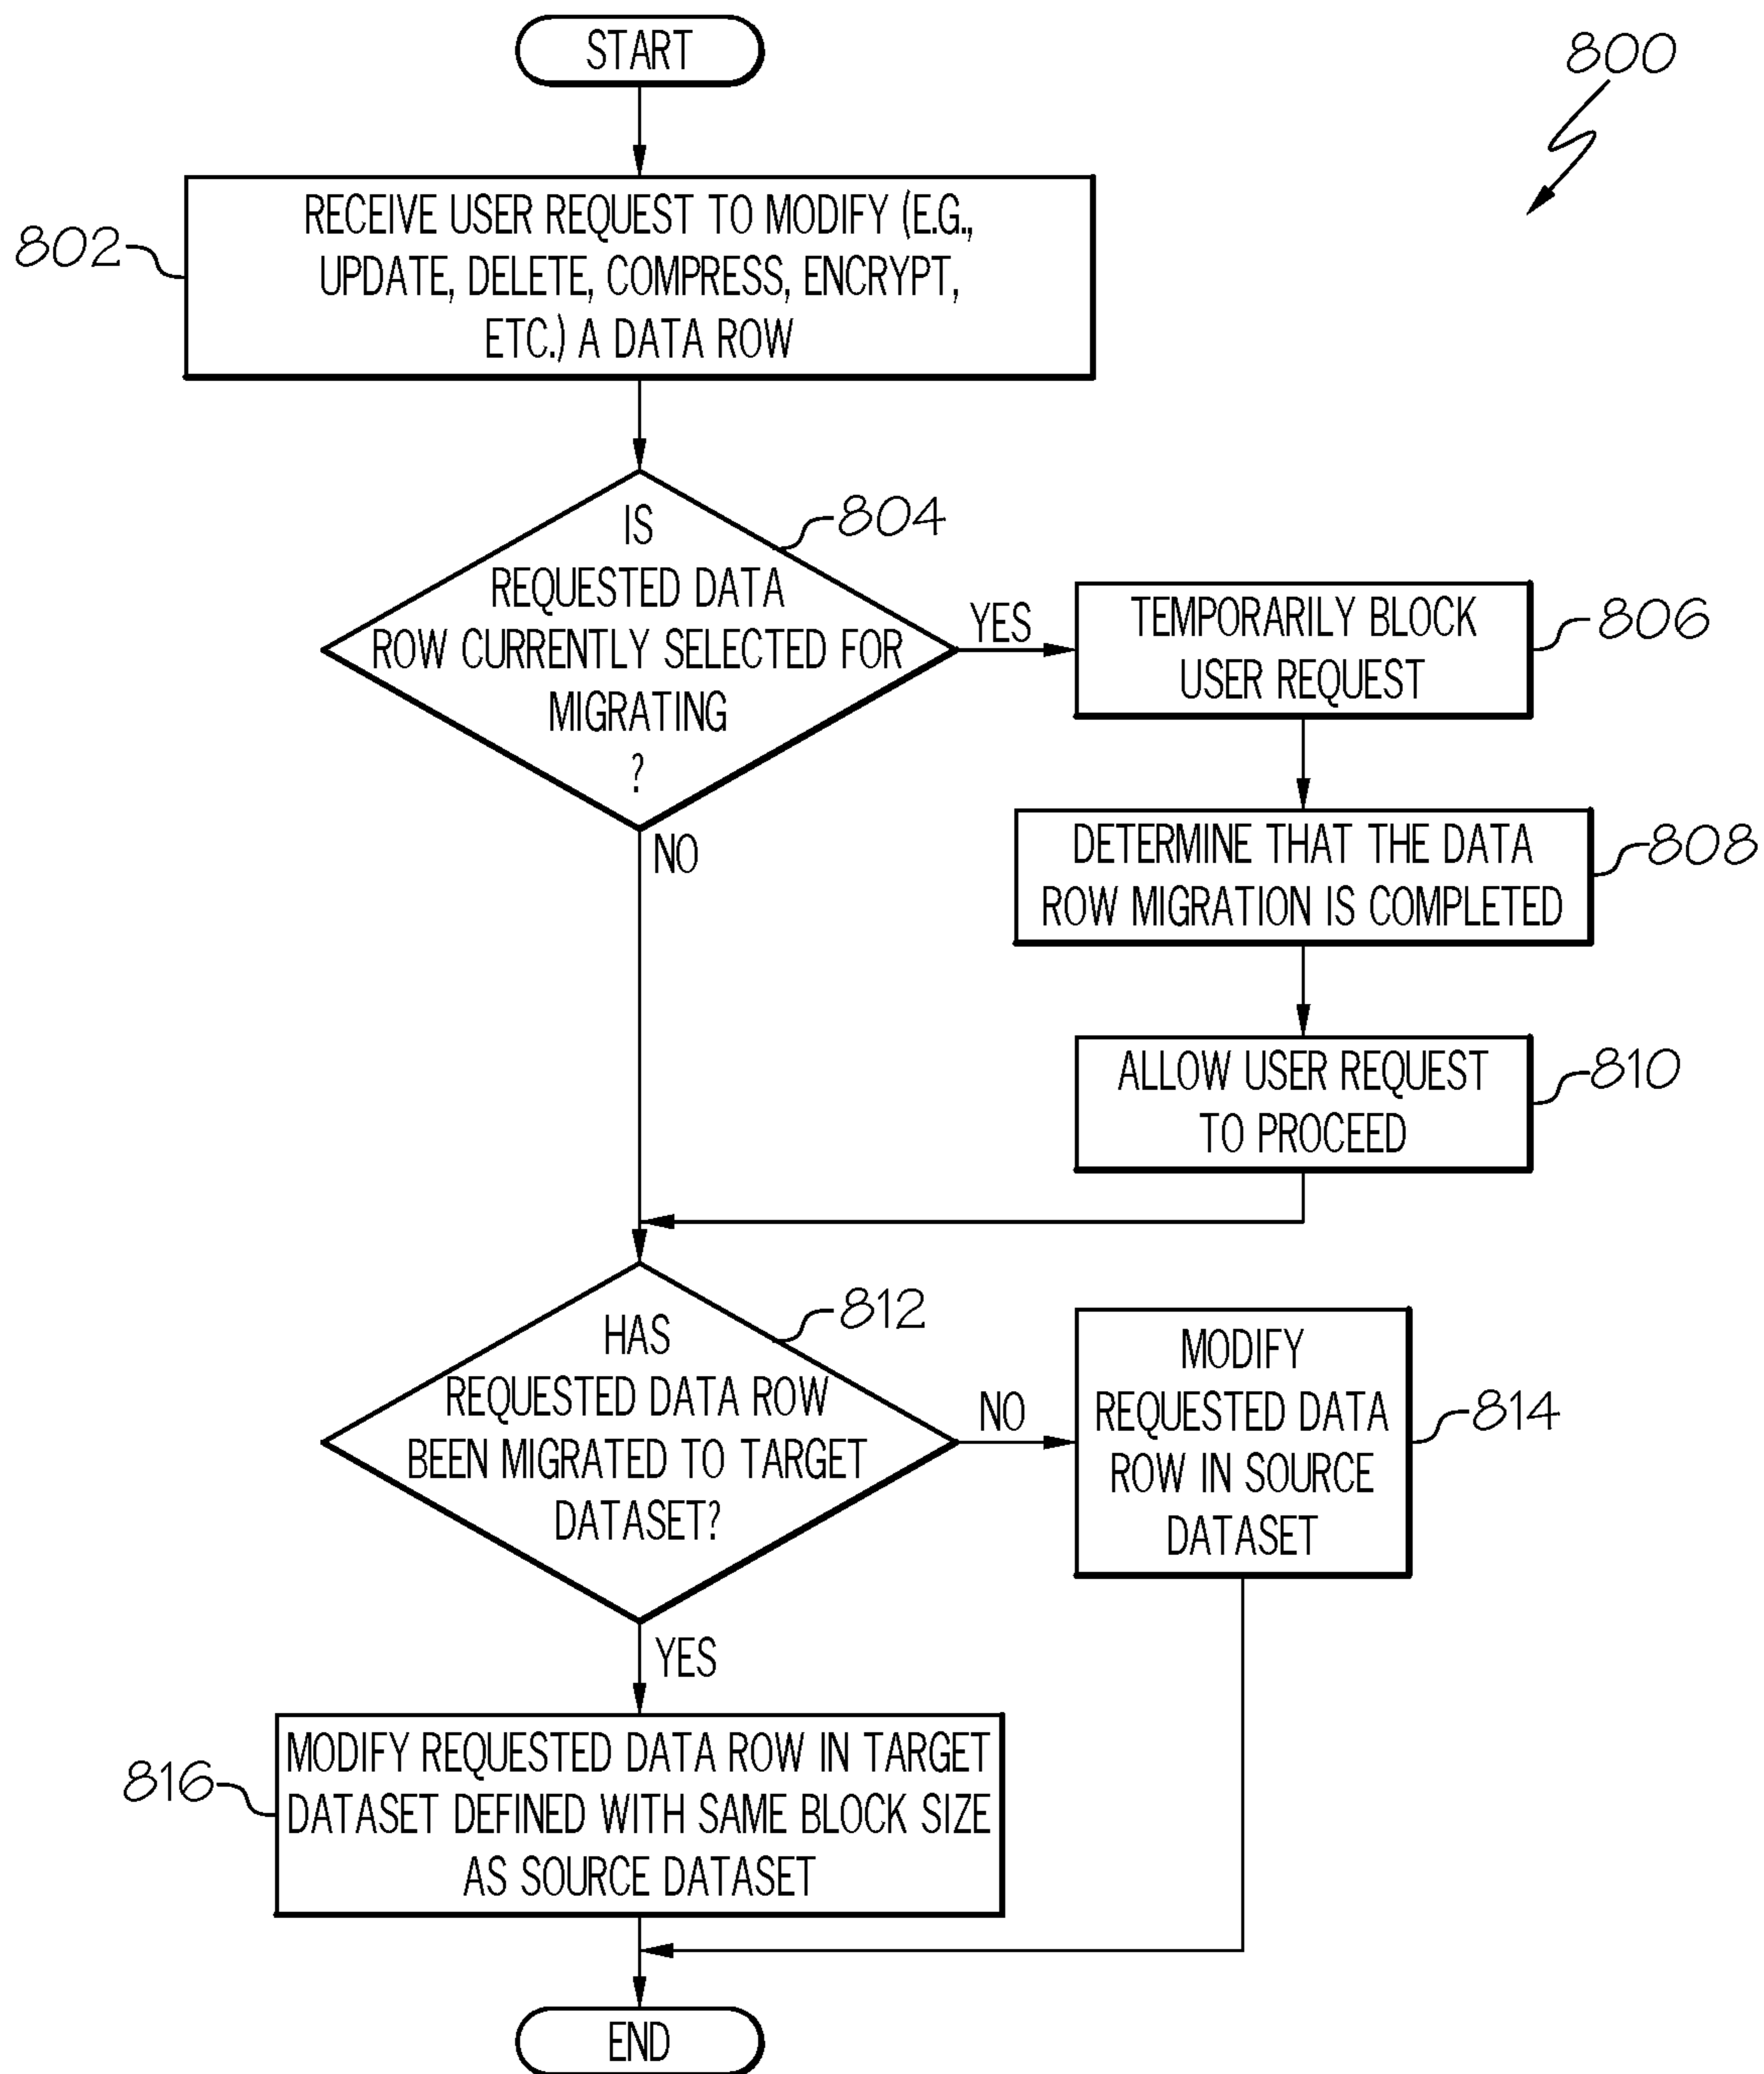 START
800
RECEIVE USER REQUEST TO MODIFY (E.G.,
UPDATE, DELETE, COMPRESS, ENCRYPT,
ETC.) A DATA ROW
802
IS
REQUESTED DATA
ROW CURRENTLY SELECTED FOR
MIGRATING
?
804
YES
NO
TEMPORARILY BLOCK
USER REQUEST
806
DETERMINE THAT THE DATA
ROW MIGRATION IS COMPLETED
808
ALLOW USER REQUEST
TO PROCEED
810
HAS
REQUESTED DATA ROW
BEEN MIGRATED TO TARGET
DATASET?
812
NO
YES
MODIFY
REQUESTED DATA
ROW IN SOURCE
DATASET
814
MODIFY REQUESTED DATA ROW IN TARGET
DATASET DEFINED WITH SAME BLOCK SIZE
AS SOURCE DATASET
816
END